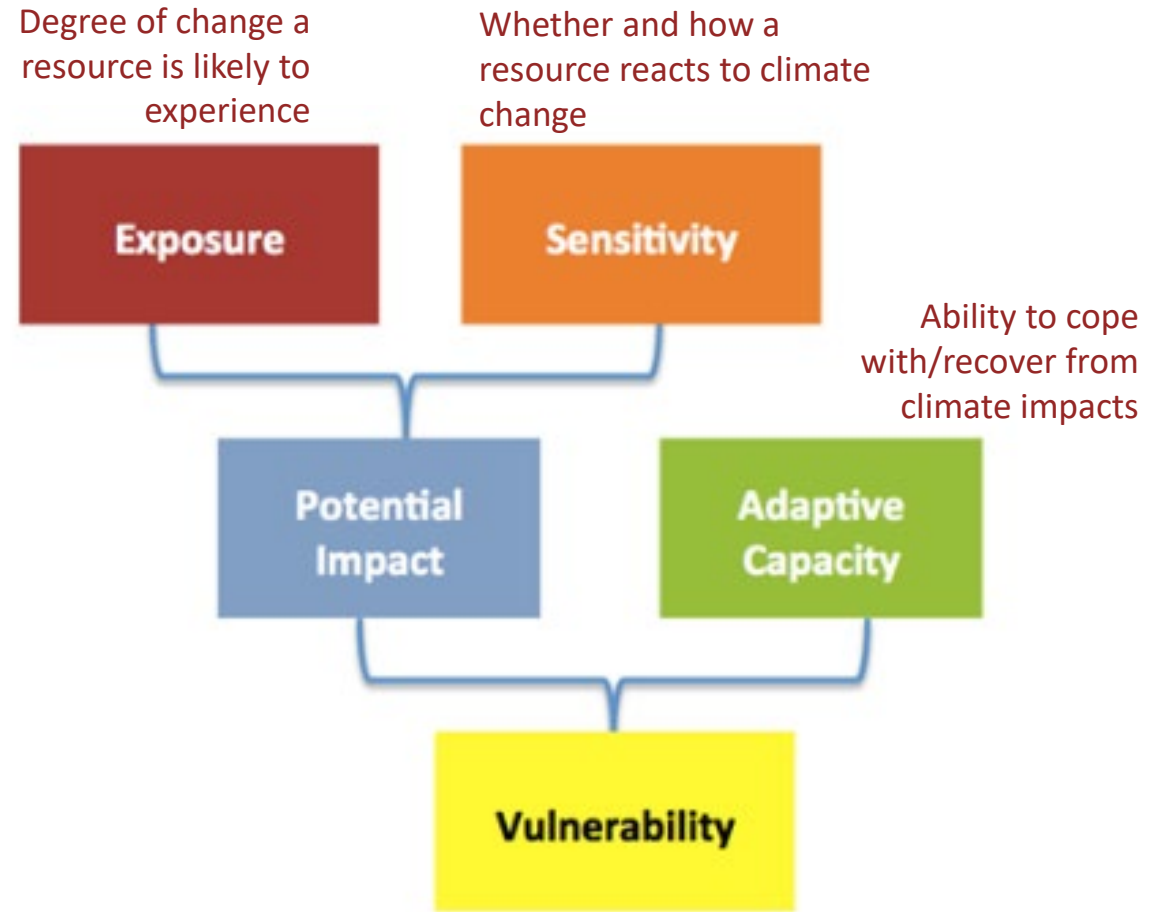 Degree of change a
resource is likely to
experience
Whether and how a
resource reacts to climate
change
Exposure
Sensitivity
Ability to cope
with/recover from
climate impacts
Potential
Impact
Adaptive
Capacity
Vulnerability